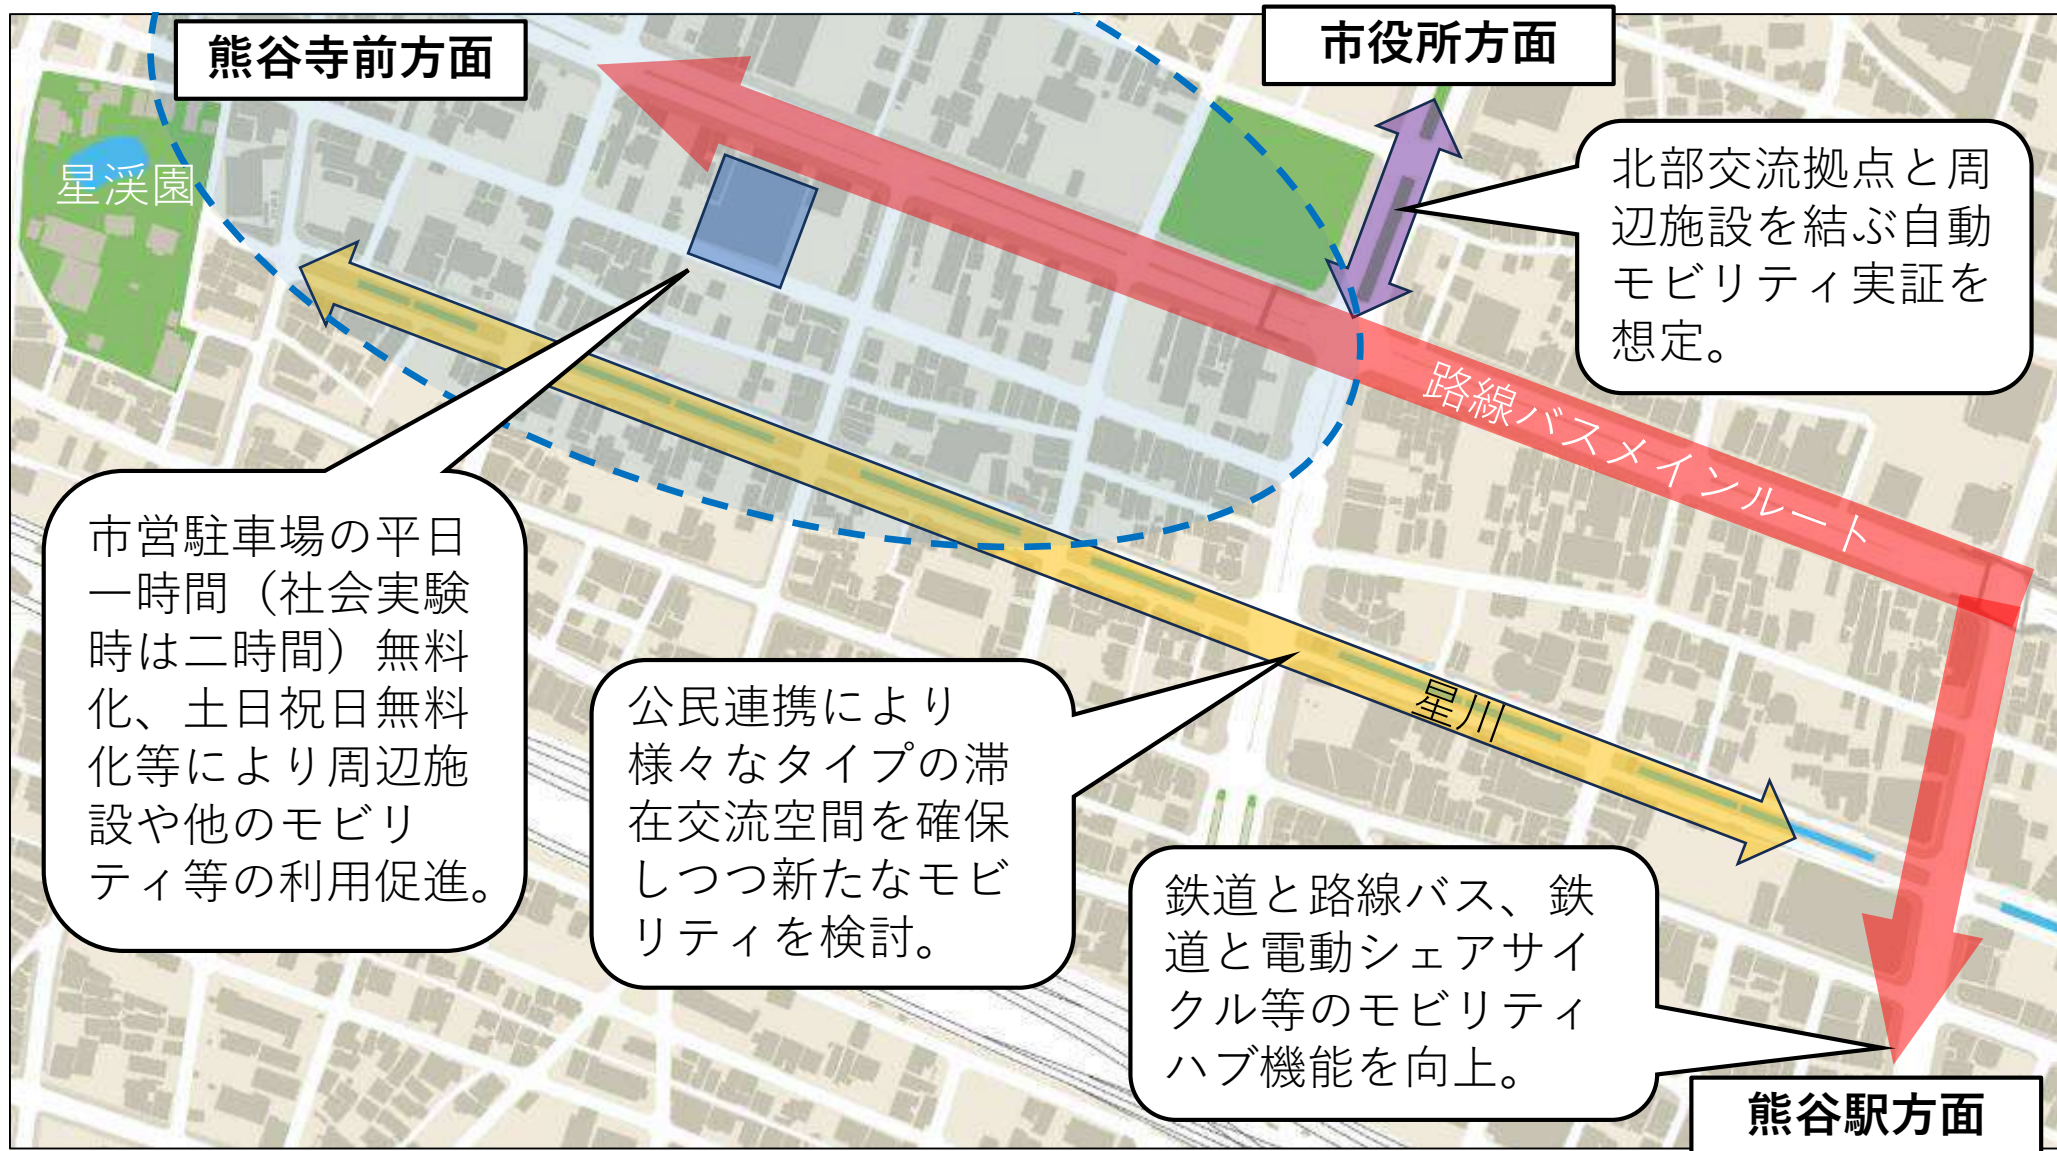 熊谷寺前方面
市役所方面
星渓園
北部交流拠点と周
辺施設を結ぶ自動
モビリティ実証を
想定。
路線バスメインルート
市営駐車場の平日
一時間（社会実験
時は二時間）無料
化、土日祝日無料
化等により周辺施
設や他のモビリ
ティ等の利用促進。
公民連携により
様々なタイプの滞
在交流空間を確保
しつつ新たなモビ
リティを検討。
星川
鉄道と路線バス、鉄
道と電動シェアサイ
クル等のモビリティ
ハブ機能を向上。
熊谷駅方面